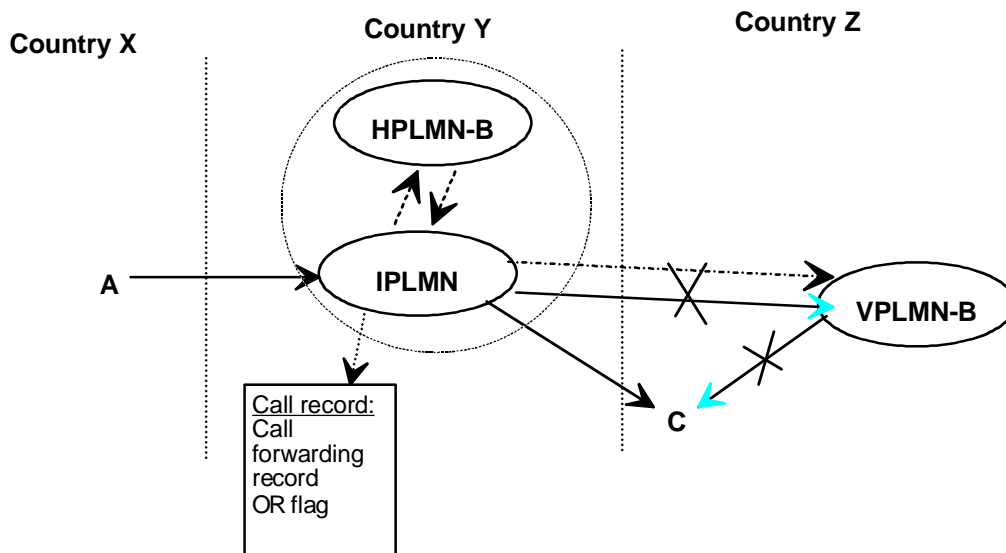 Country X
Country Y
Country Z
HPLMN-B
A
IPLMN
VPLMN-B
C
Call record:
Call
forwarding
record
OR flag